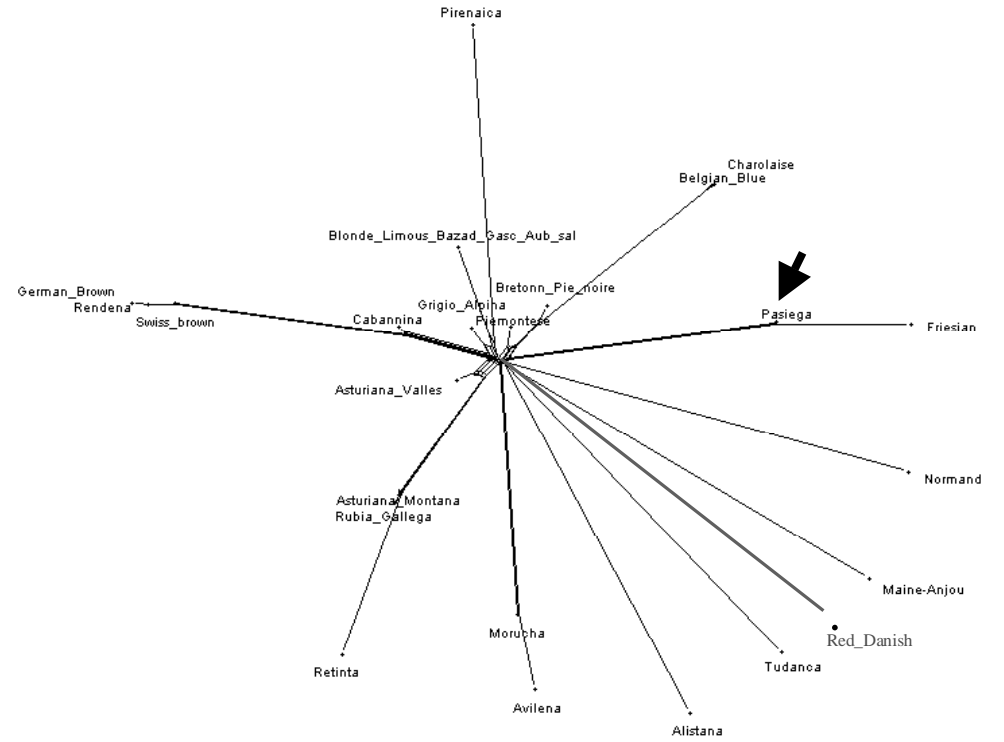 Pirenaica
Charolaise
Belgian_Blue
Blonde_Limous_Bazad_Gasc_Aub_sal
German_Brown
Rendena
Swiss_brown
Bretonn_Pie_noire
Grigio_Alpina
Cabannina
Piemontese
Pasiega
Friesian
Asturiana_Valles
Normand
Asturiana_Montana
Rubia_Gallega
Maine-Anjou
Morucha
Red_Danish
Retinta
Tudanca
Avilena
Alistana